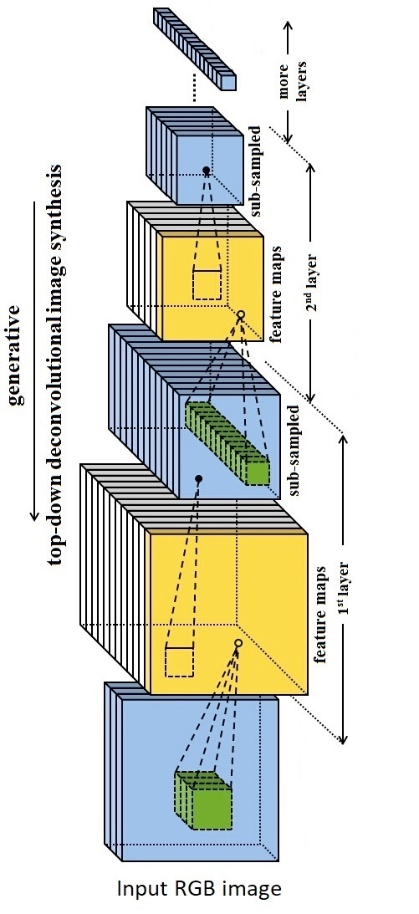 more
layers
sub-sampled
feature maps
2nd layer
generative
top-down deconvolutional image synthesis
sub-sampled
feature maps
1st layer
Input RGB image